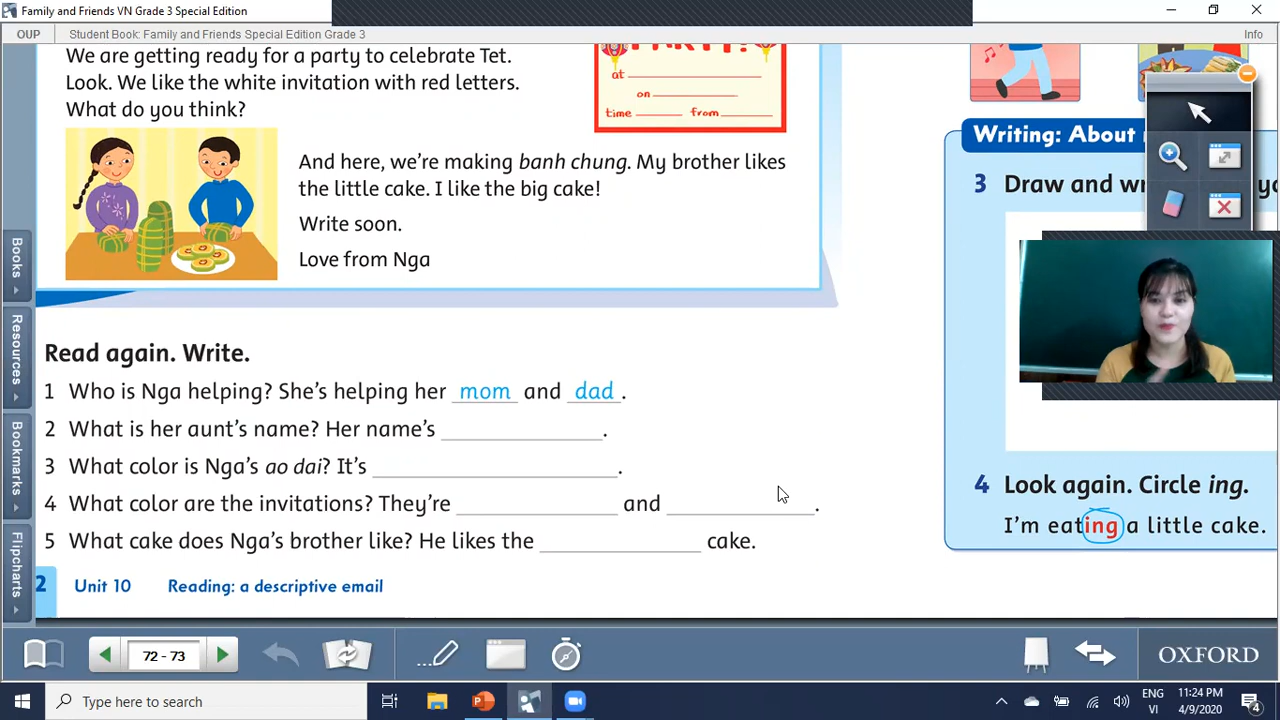 Family and Friends VN Grade 3 Special Edition
OUP
Student Book: Family and Friends Special Edition Grade 3
Info
We are getting ready for a party to celebrate Tet.
Look. We like the white invitation with red letters.
What do you think?
at
on
time from
And here, we're making banh chung. My brother likes
the little cake. I like the big cake!
Write soon.
Love from Nga
Read again. Write.
1 Who is Nga helping? She's helping her mom and dad.
2 What is her aunt's name? Her name's .
3 What color is Nga's ao dai? It's .
4 What color are the invitations? They're and .
5 What cake does Nga's brother like? He likes the cake.
2 Unit 10 Reading: a descriptive email
Writing: About
3 Draw and
4 Look again. Circle ing.
I'm eating a little cake.
Books
Resources
Bookmarks
Flipcharts
72 - 73
OXFORD
Type here to search
ENG
VI
11:24 PM
4/9/2020
4